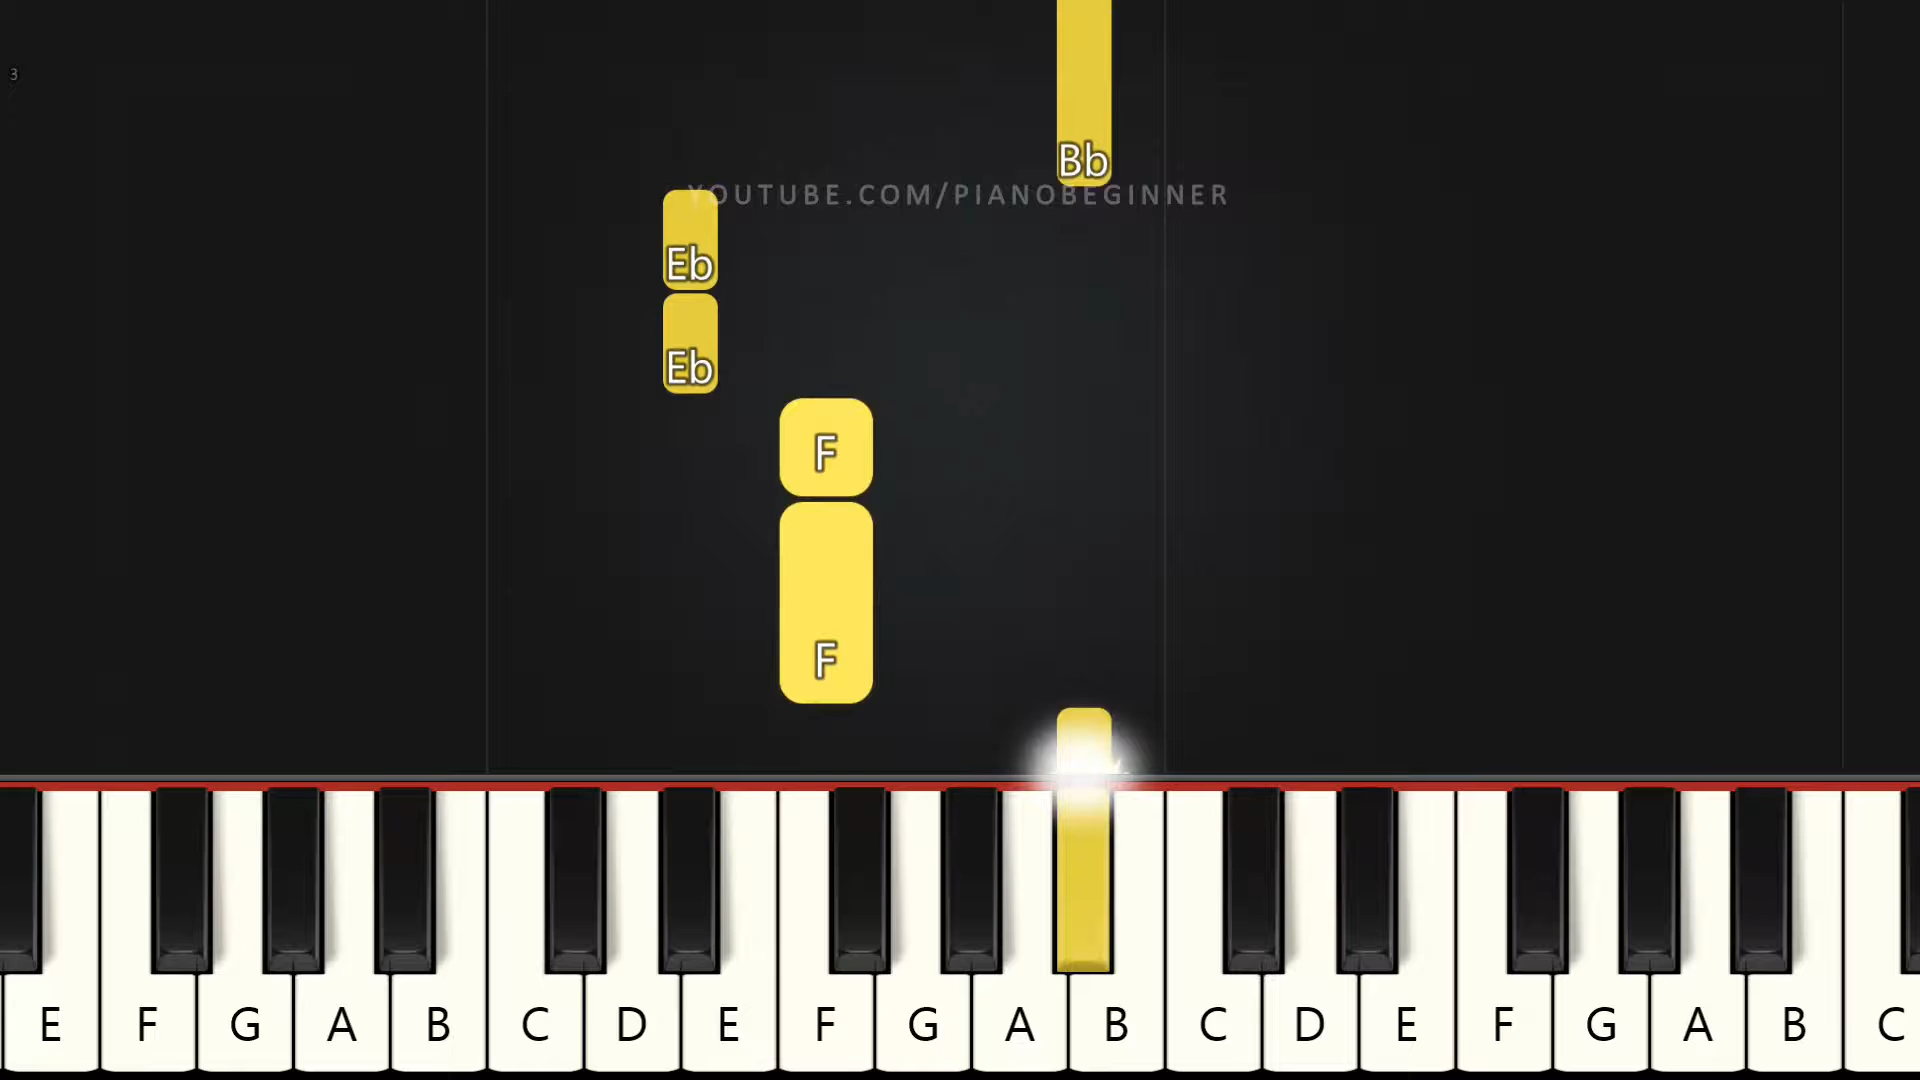 3
Bb
YOUTUBE.COM/PIANOBEGINNER
Eb
Eb
F
F
E F G A B C D E F G A B C D E F G A B C